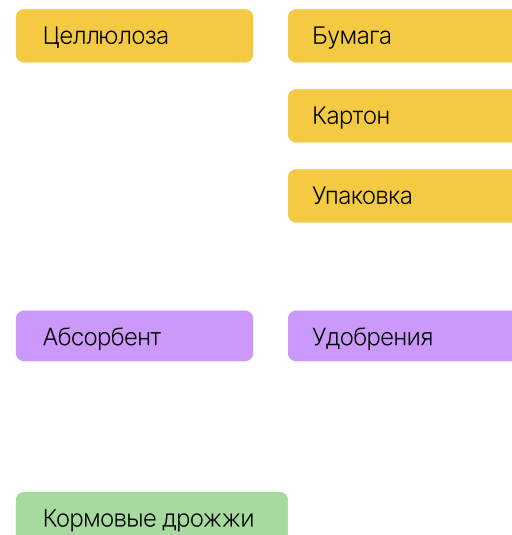 Целлюлоза
Бумага
Картон
Упаковка
Абсорбент
Удобрения
Кормовые дрожжи